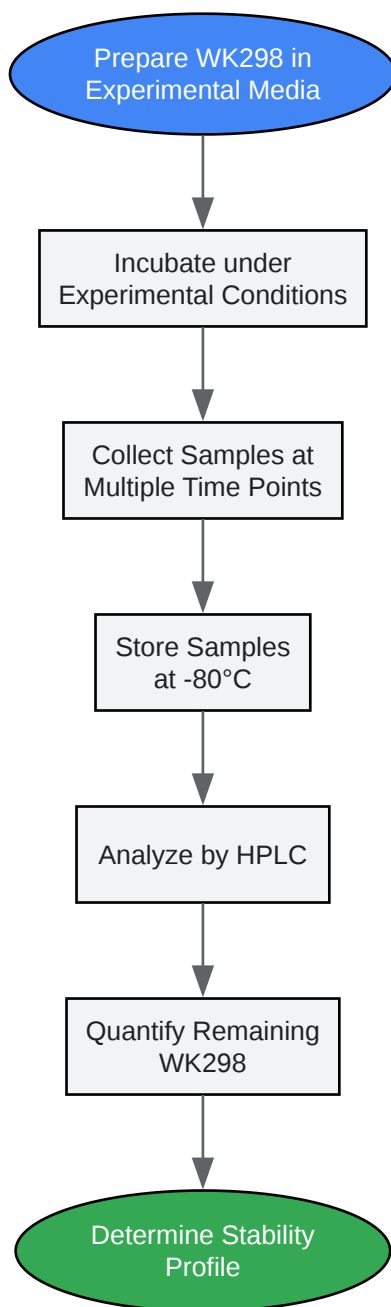 Prepare WK298 in
Experimental Media
Incubate under
Experimental Conditions
Collect Samples at
Multiple Time Points
Store Samples
at -80°C
Analyze by HPLC
Quantify Remaining
WK298
Determine Stability
Profile